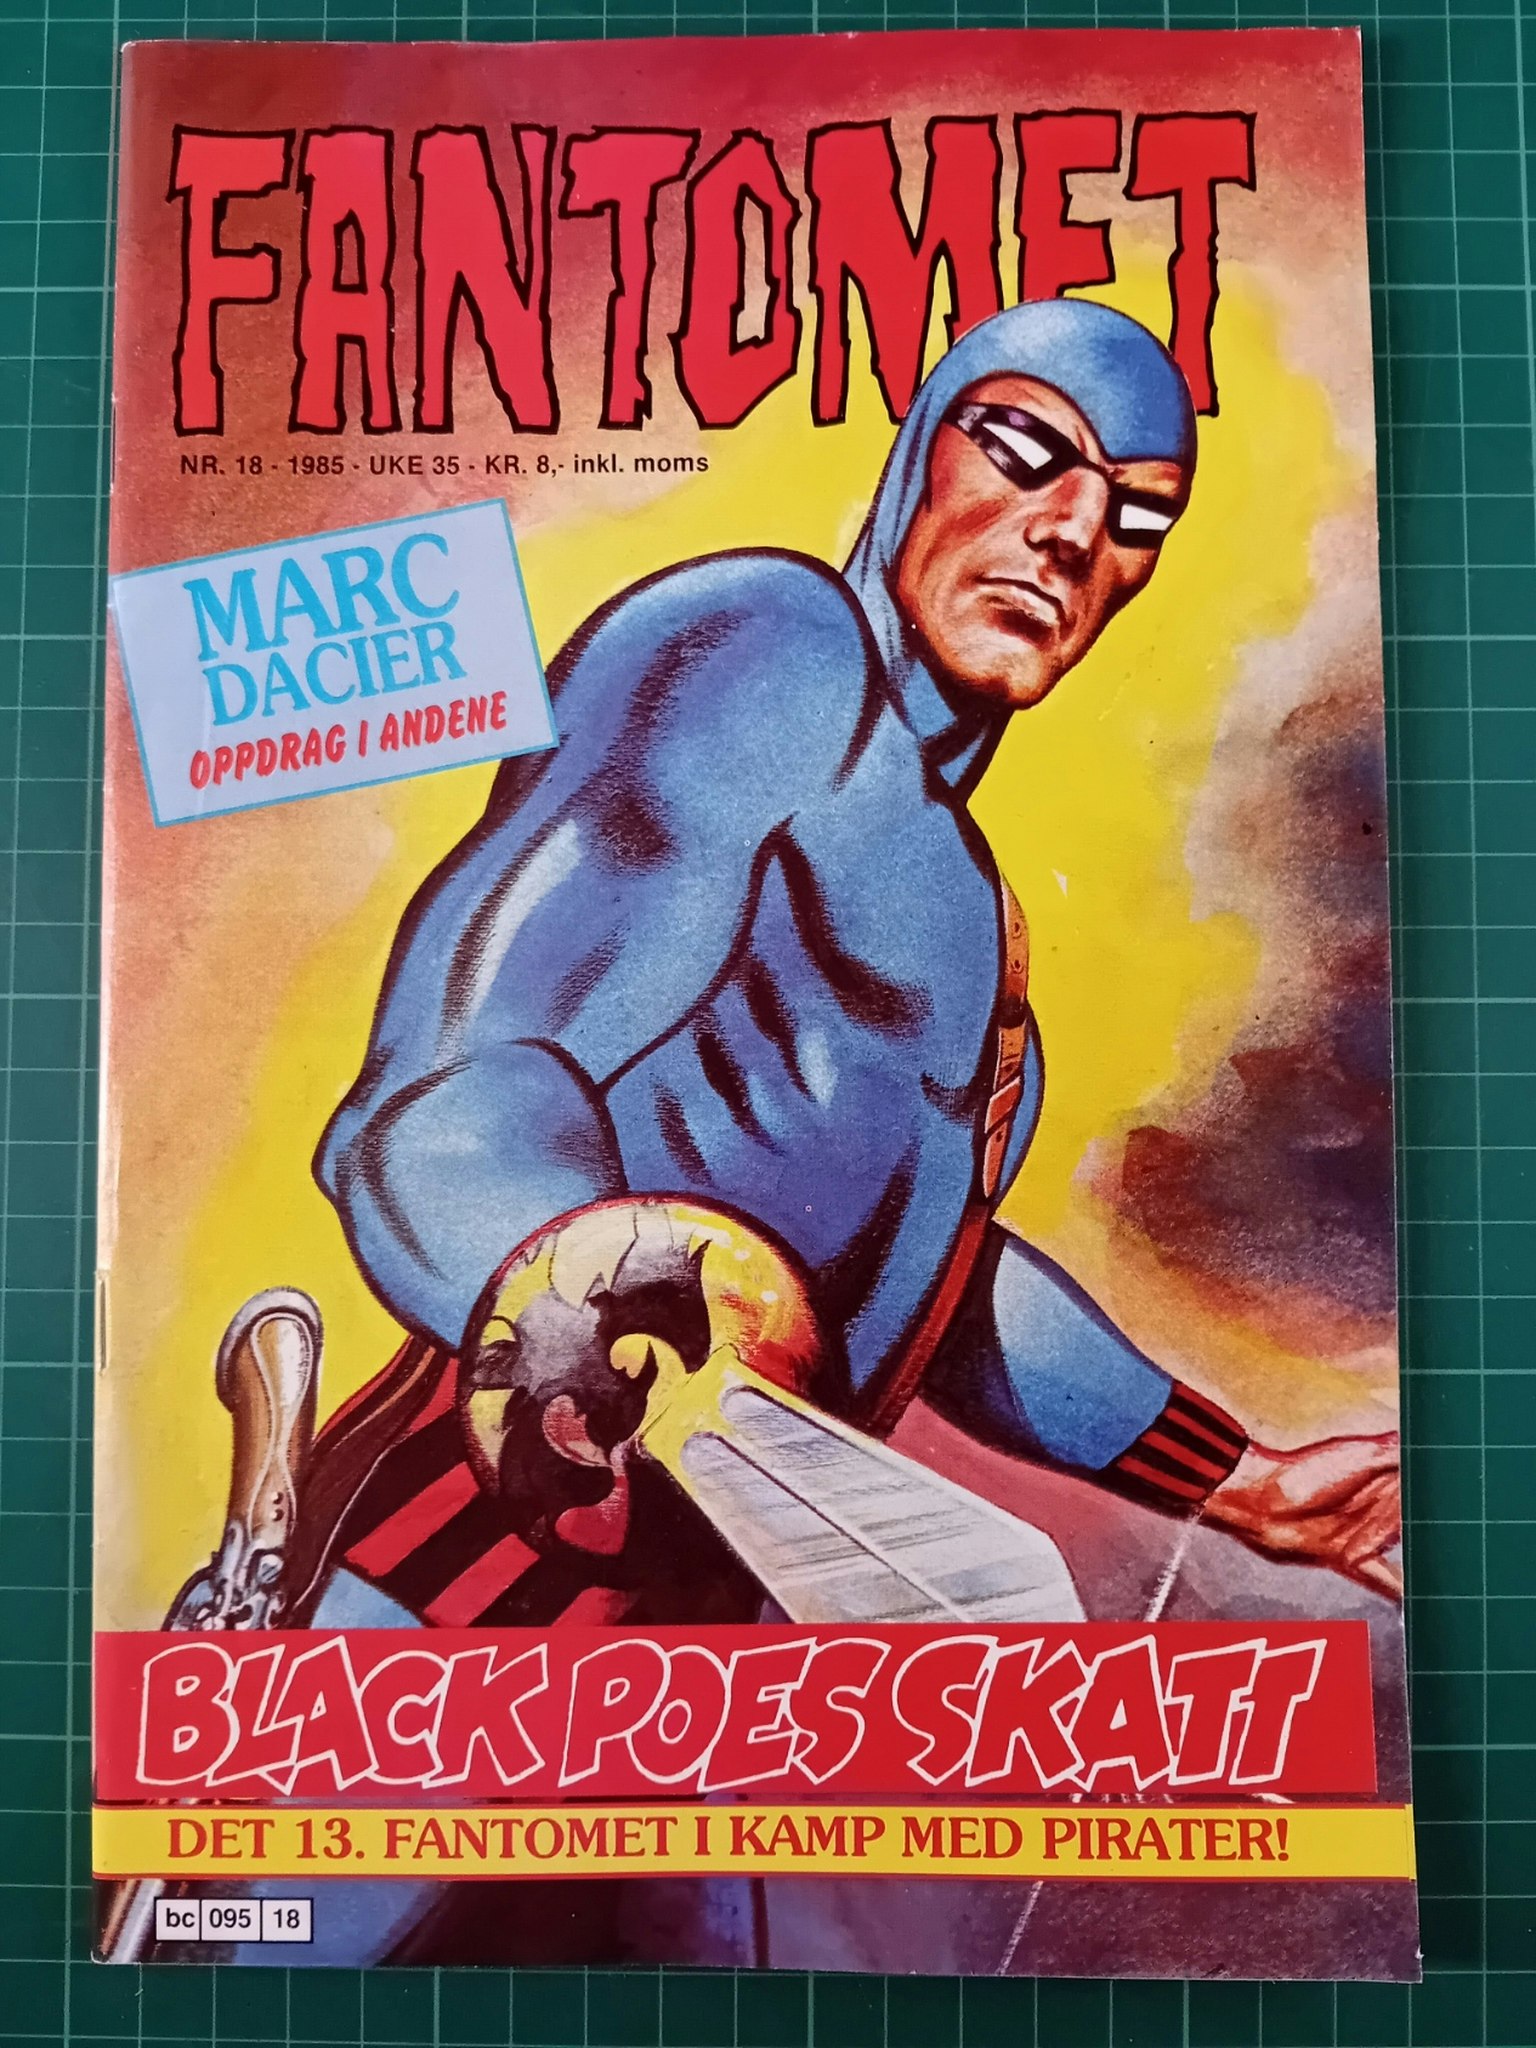 FANTOMET
NR. 18 - 1985 - UKE 35 - KR. 8,- inkl. moms
MARC
DACIER
OPPDRAG I ANDENE
BLACK POES SKATT
DET 13. FANTOMET I KAMP MED PIRATER!
bc 095 18